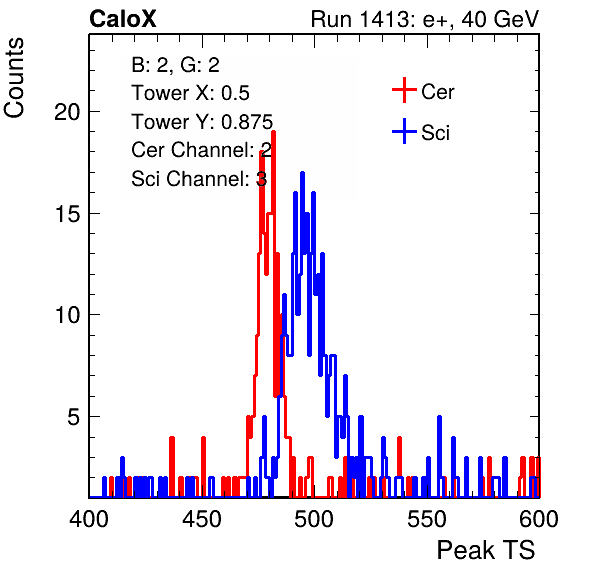 CaloX
Run 1413: e+, 40 GeV
Counts
B: 2, G: 2
Tower X: 0.5
Tower Y: 0.875
Cer Channel: 2
Sci Channel: 3
Cer
Sci
20
15
10
5
400 450 500 550 600
Peak TS